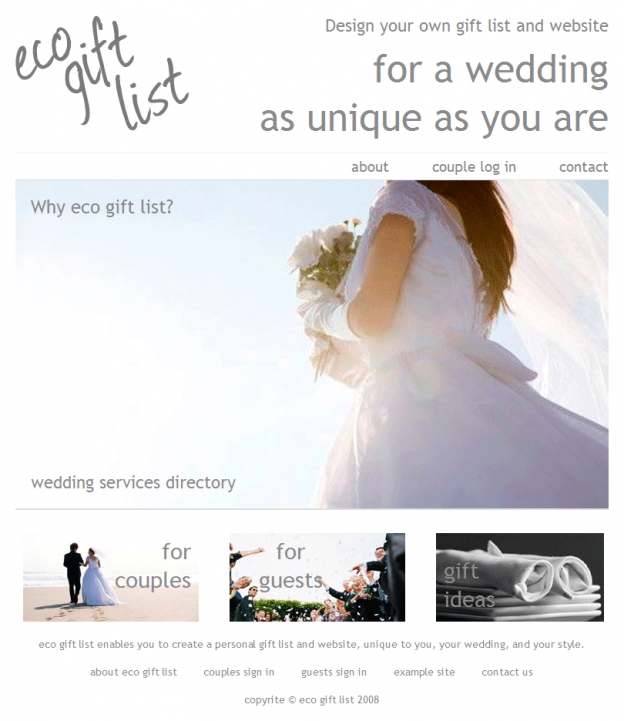 eco
gift
list
Design your own gift list and website
for a wedding
as unique as you are
about couple log in contact
Why eco gift list?
wedding services directory
for
couples
for
guests
gift
ideas
eco gift list enables you to create a personal gift list and website, unique to you, your wedding, and your style.
about eco gift list couples sign in guests sign in example site contact us
copyrite © eco gift list 2008